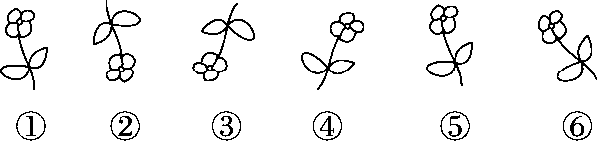 ① ② ③ ④ ⑤ ⑥